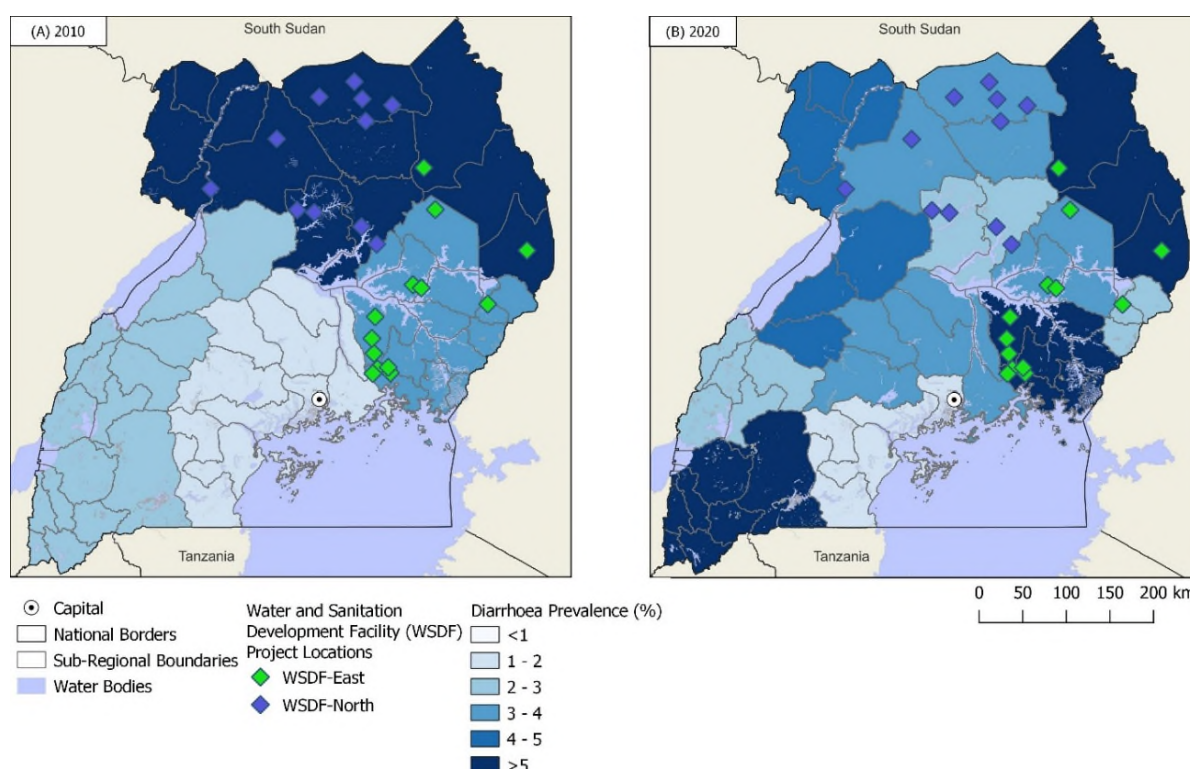 (A) 2010
South Sudan
Tanzania
(B) 2020
South Sudan
Tanzania
0 50 100 150 200 km
Capital
National Borders
Sub-Regional Boundaries
Water Bodies
Water and Sanitation
Development Facility (WSDF)
Project Locations
WSDF-East
WSDF-North
Diarrhoea Prevalence (%)
<1
1 - 2
2 - 3
3 - 4
4 - 5
>5